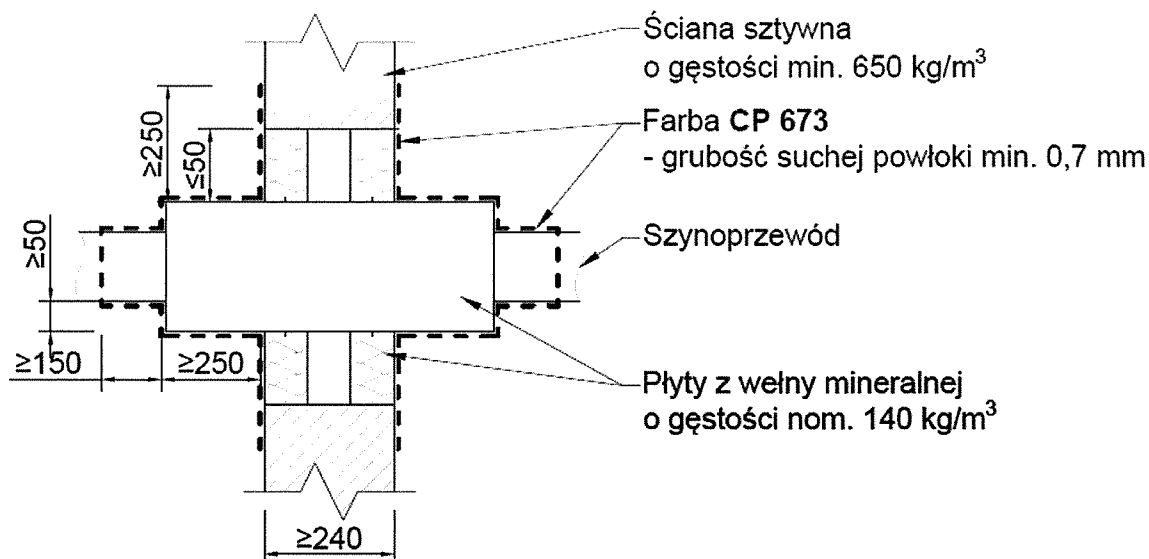 Ściana sztywna
o gęstości min. 650 kg/m³
Farba CP 673
- grubość suchej powłoki min. 0,7 mm
Szynoprzewód
Płyty z wełny mineralnej
o gęstości nom. 140 kg/m³
≥250
≤50
≥50
≥150
≥250
≥240